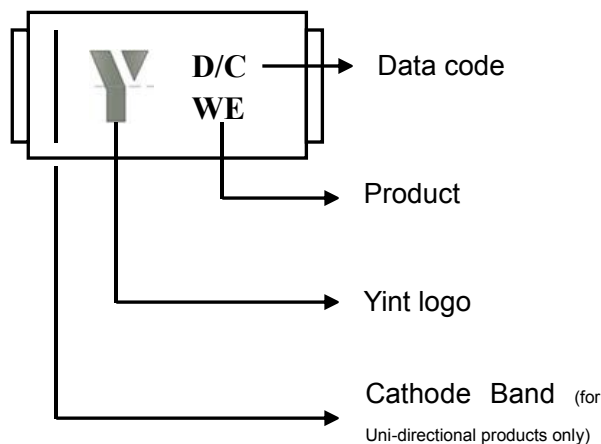 D/C
WE
Data code
Product
Yint logo
Cathode Band (for
Uni-directional products only)